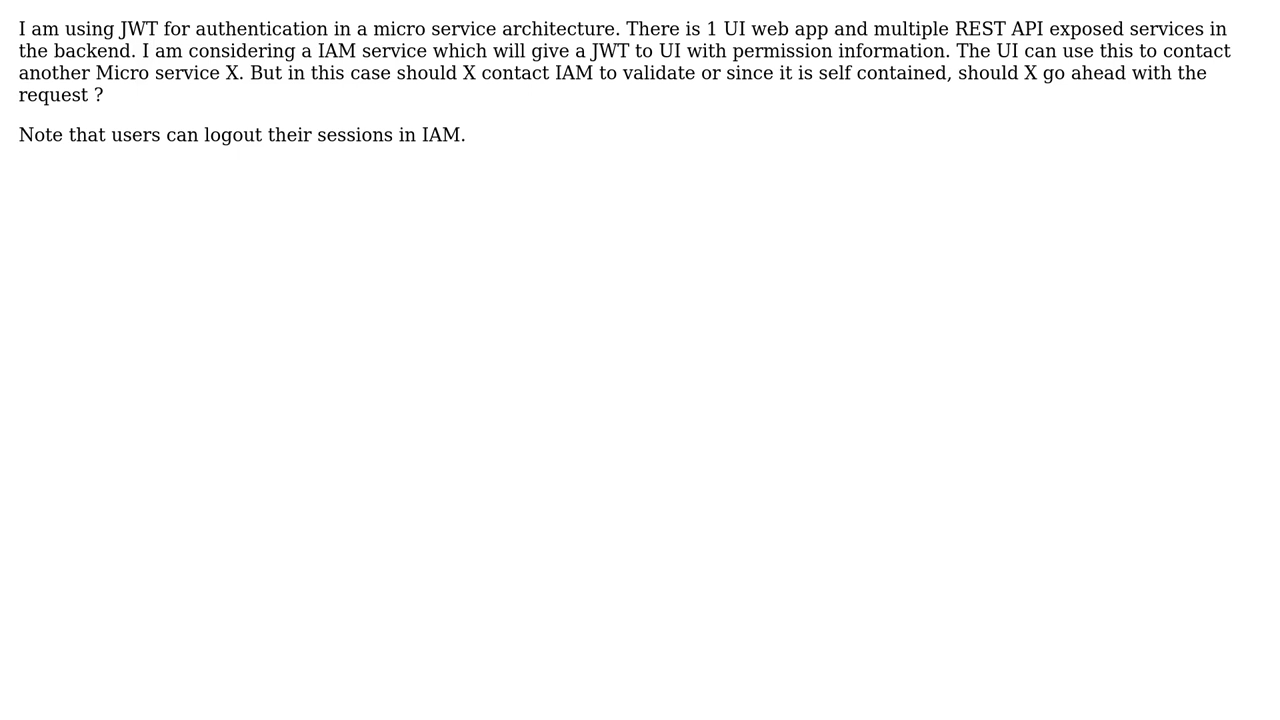 I am using JWT for authentication in a micro service architecture. There is 1 UI web app and multiple REST API exposed services in
the backend. I am considering a IAM service which will give a JWT to UI with permission information. The UI can use this to contact
another Micro service X. But in this case should X contact IAM to validate or since it is self contained, should X go ahead with the
request ?
Note that users can logout their sessions in IAM.